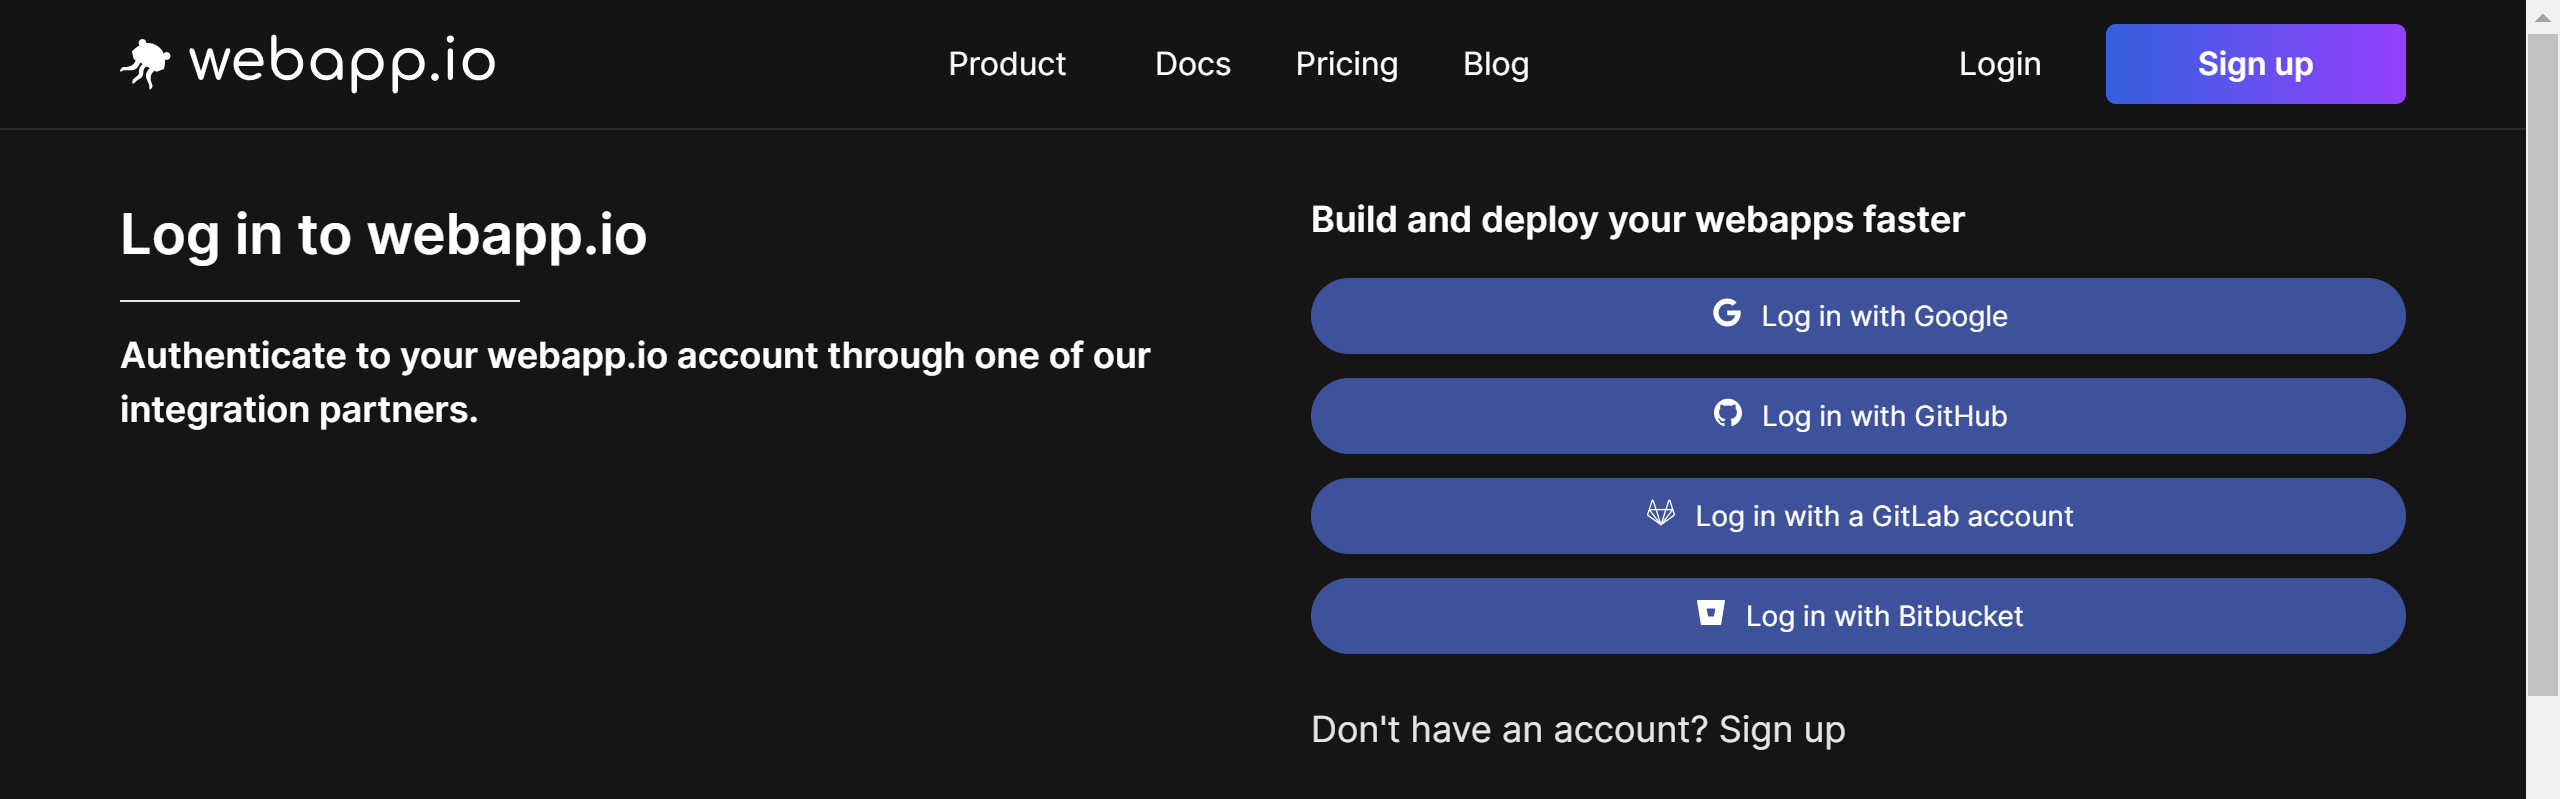 webapp.io
Product Docs Pricing Blog
Login Sign up
Log in to webapp.io
Authenticate to your webapp.io account through one of our
integration partners.
Build and deploy your webapps faster
Log in with Google
Log in with GitHub
Log in with a GitLab account
Log in with Bitbucket
Don't have an account? Sign up